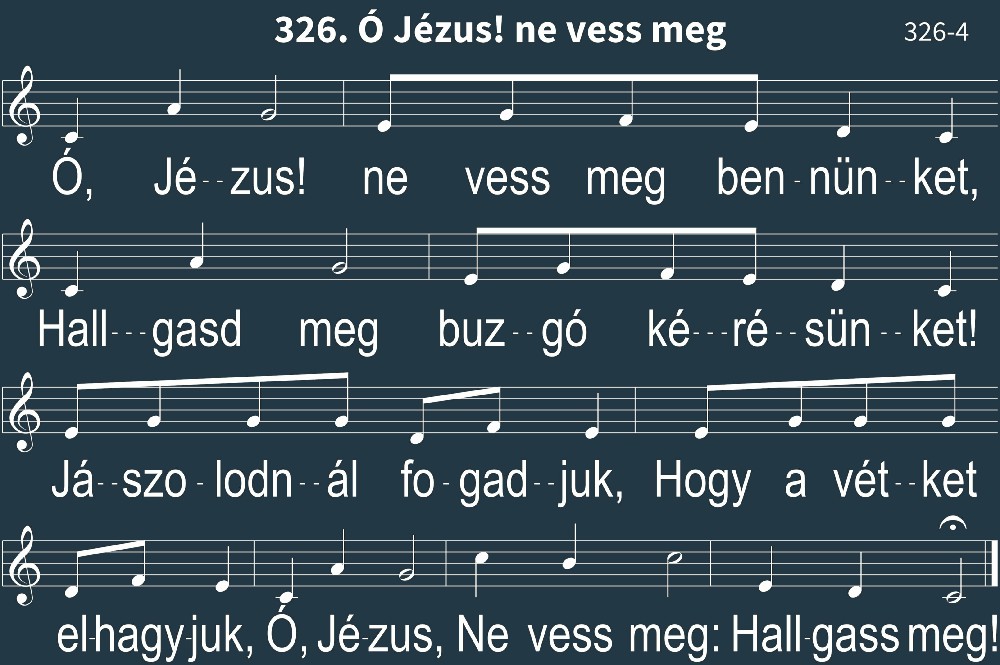 326. Ó Jézus! ne vess meg
326-4
Ó, Jé--zus! ne vess meg ben-nün--ket,
Hall---gasd meg buz--gó ké---ré--sün--ket!
Já--szo-lodn--ál fo-gad--juk, Hogy a vét--ket
el-hagy-juk, Ó, Jé-zus, Ne vess meg: Hall-gass meg!